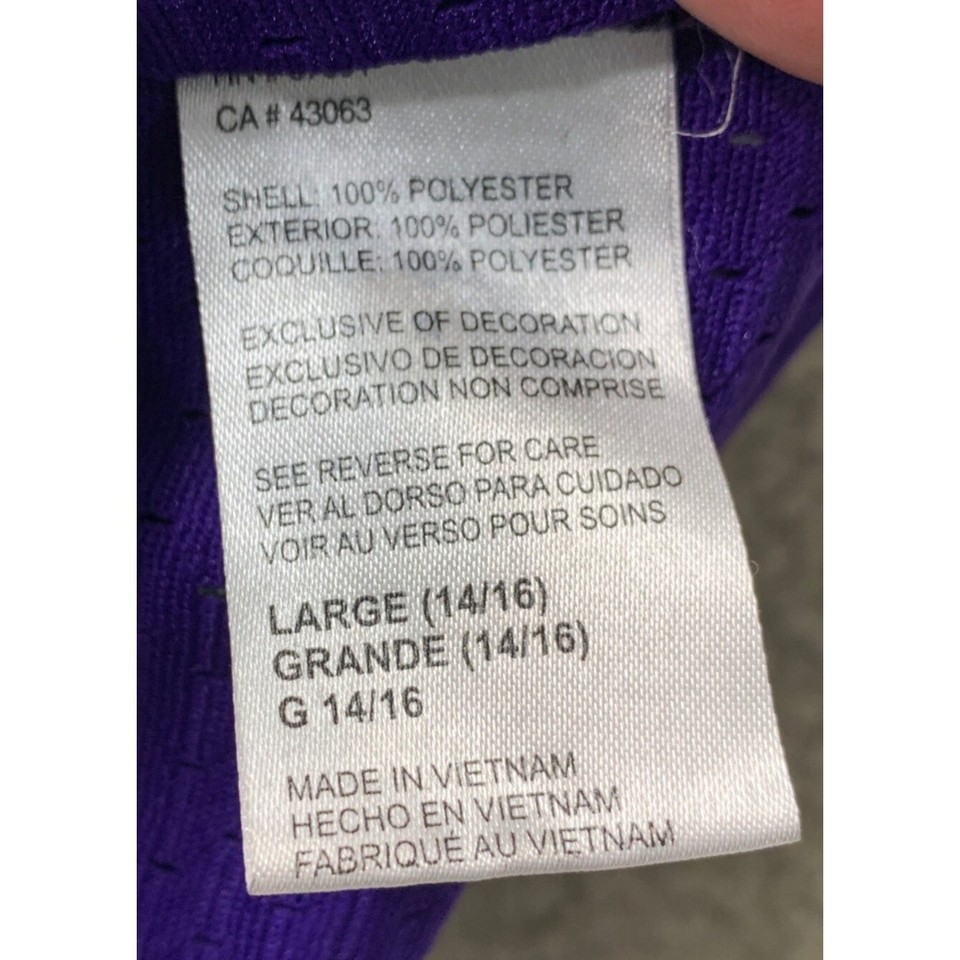 CA # 43063
SHELL: 100% POLYESTER
EXTERIOR: 100% POLIESTER
COQUILLE: 100% POLYESTER
EXCLUSIVE OF DECORATION
EXCLUSIVO DE DECORACION
DECORATION NON COMPRISE
SEE REVERSE FOR CARE
VER AL DORSO PARA CUIDADO
VOIR AU VERSO POUR SOINS
LARGE (14/16)
GRANDE (14/16)
G 14/16
MADE IN VIETNAM
HECHO EN VIETNAM
FABRIQUÉ AU VIETNAM